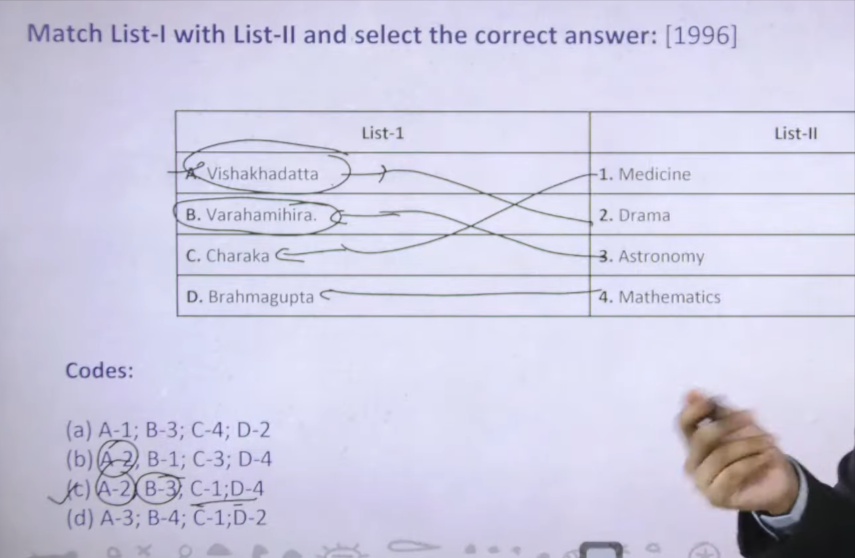 Match List-I with List-II and select the correct answer: [1996]
List-1 List-II
A. Vishakhadatta 1. Medicine
B. Varahamihira. 2. Drama
C. Charaka 3. Astronomy
D. Brahmagupta 4. Mathematics
Codes:
(a) A-1; B-3; C-4; D-2
(b) A-2, B-1; C-3; D-4
(c) A-2, B-3, C-1;D-4
(d) A-3; B-4; C-1;D-2